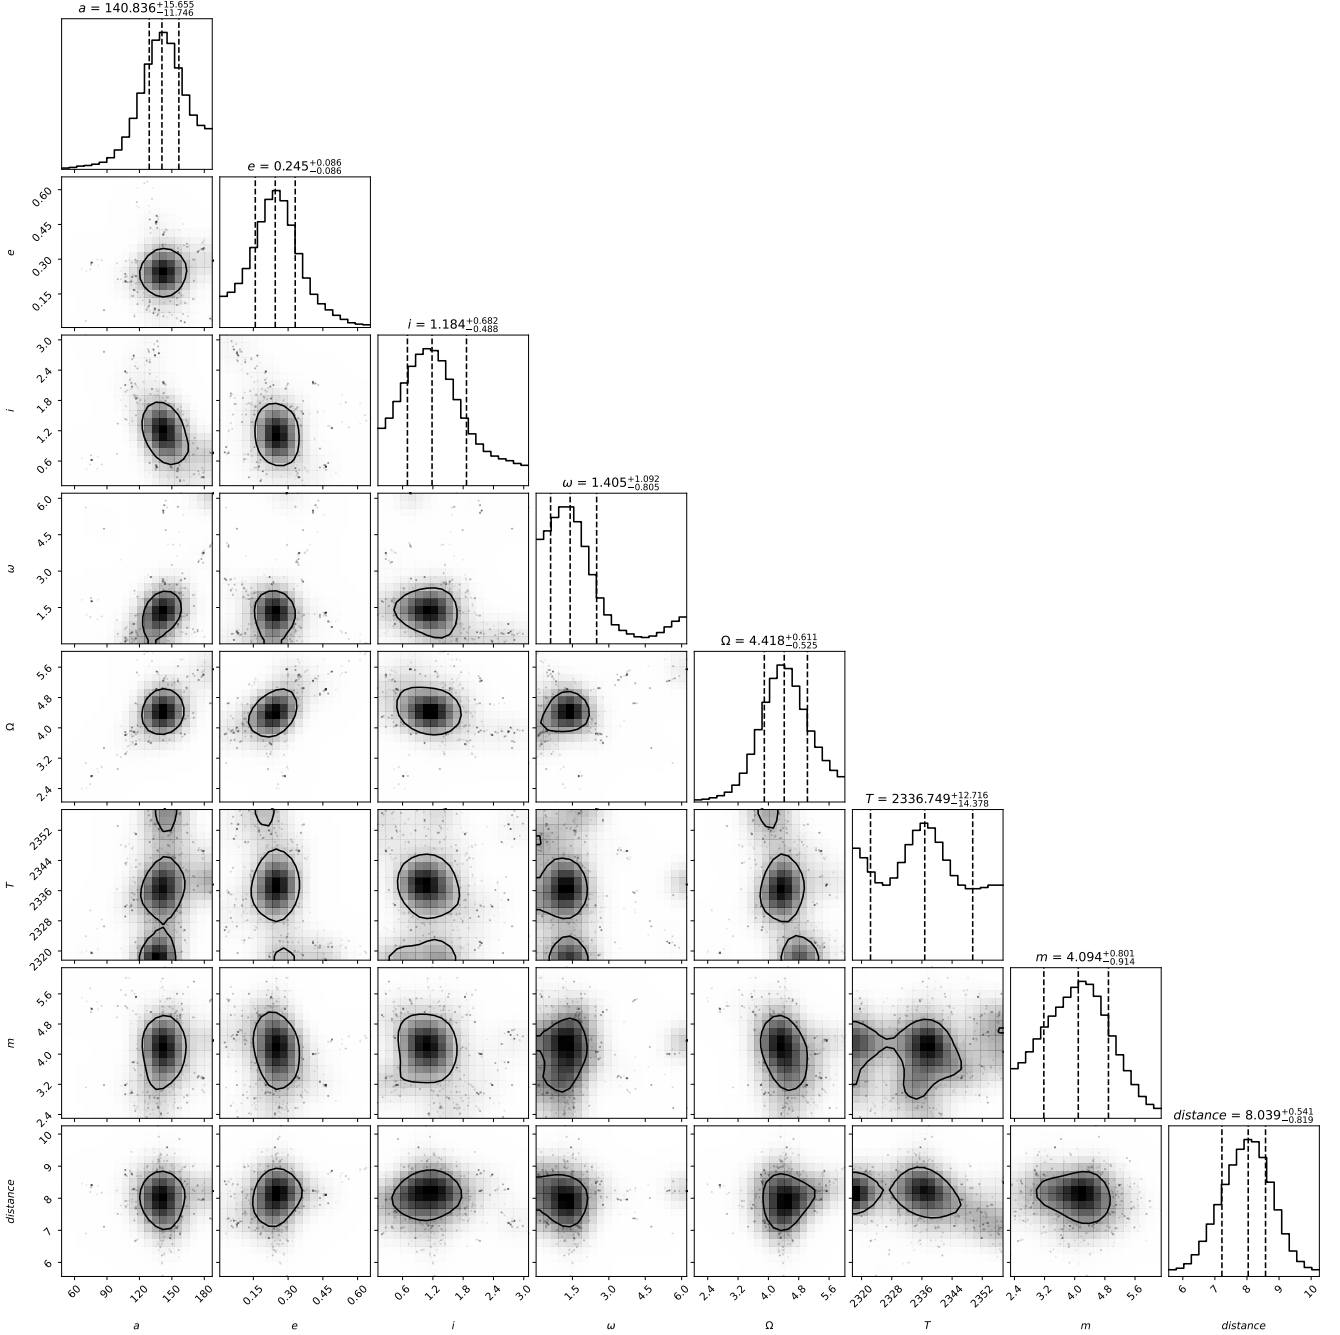 a = 140.836+15.655−11.746
e = 0.245+0.086−0.086
0.60
0.45
0.30
0.15
e
i = 1.184+0.682−0.488
3.0
2.4
1.8
1.2
0.6
i
ω = 1.405+1.092−0.805
6.0
4.5
3.0
1.5
ω
Ω = 4.418+0.611−0.525
5.6
4.8
4.0
3.2
2.4
Ω
T = 2336.749+12.716−14.378
2352
2344
2336
2328
2320
T
m = 4.094+0.801−0.914
5.6
4.8
4.0
3.2
2.4
m
distance = 8.039+0.541−0.819
10
9
8
7
6
distance
60 90 120 150 180
0.15 0.30 0.45 0.60
0.6 1.2 1.8 2.4 3.0
1.5 3.0 4.5 6.0
2.4 3.2 4.0 4.8 5.6
2320 2328 2336 2344 2352
2.4 3.2 4.0 4.8 5.6
6 7 8 9 10
a e i ω Ω T m distance